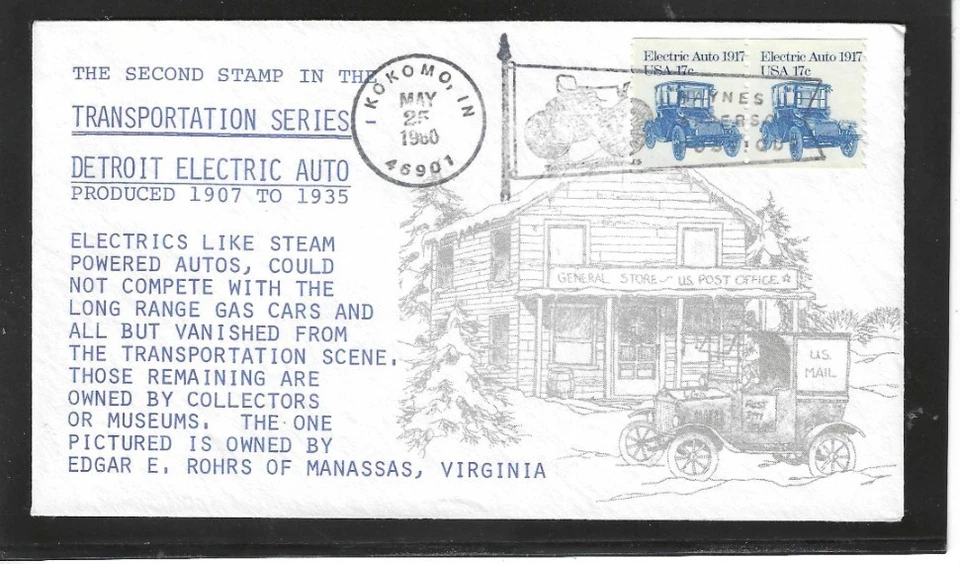 THE SECOND STAMP IN THE
TRANSPORTATION SERIES
DETROIT ELECTRIC AUTO
PRODUCED 1907 TO 1935
ELECTRICS LIKE STEAM
POWERED AUTOS, COULD
NOT COMPETE WITH THE
LONG RANGE GAS CARS AND
ALL BUT VANISHED FROM
THE TRANSPORTATION SCENE.
THOSE REMAINING ARE
OWNED BY COLLECTORS
OR MUSEUMS. THE ONE
PICTURED IS OWNED BY
EDGAR E. ROHRS OF MANASSAS, VIRGINIA
KOKOMO, IN
MAY
25
46901
Electric Auto 1917
USA 17c
Electric Auto 1917
USA 17c
GENERAL STORE — U.S. POST OFFICE
U.S.
MAIL